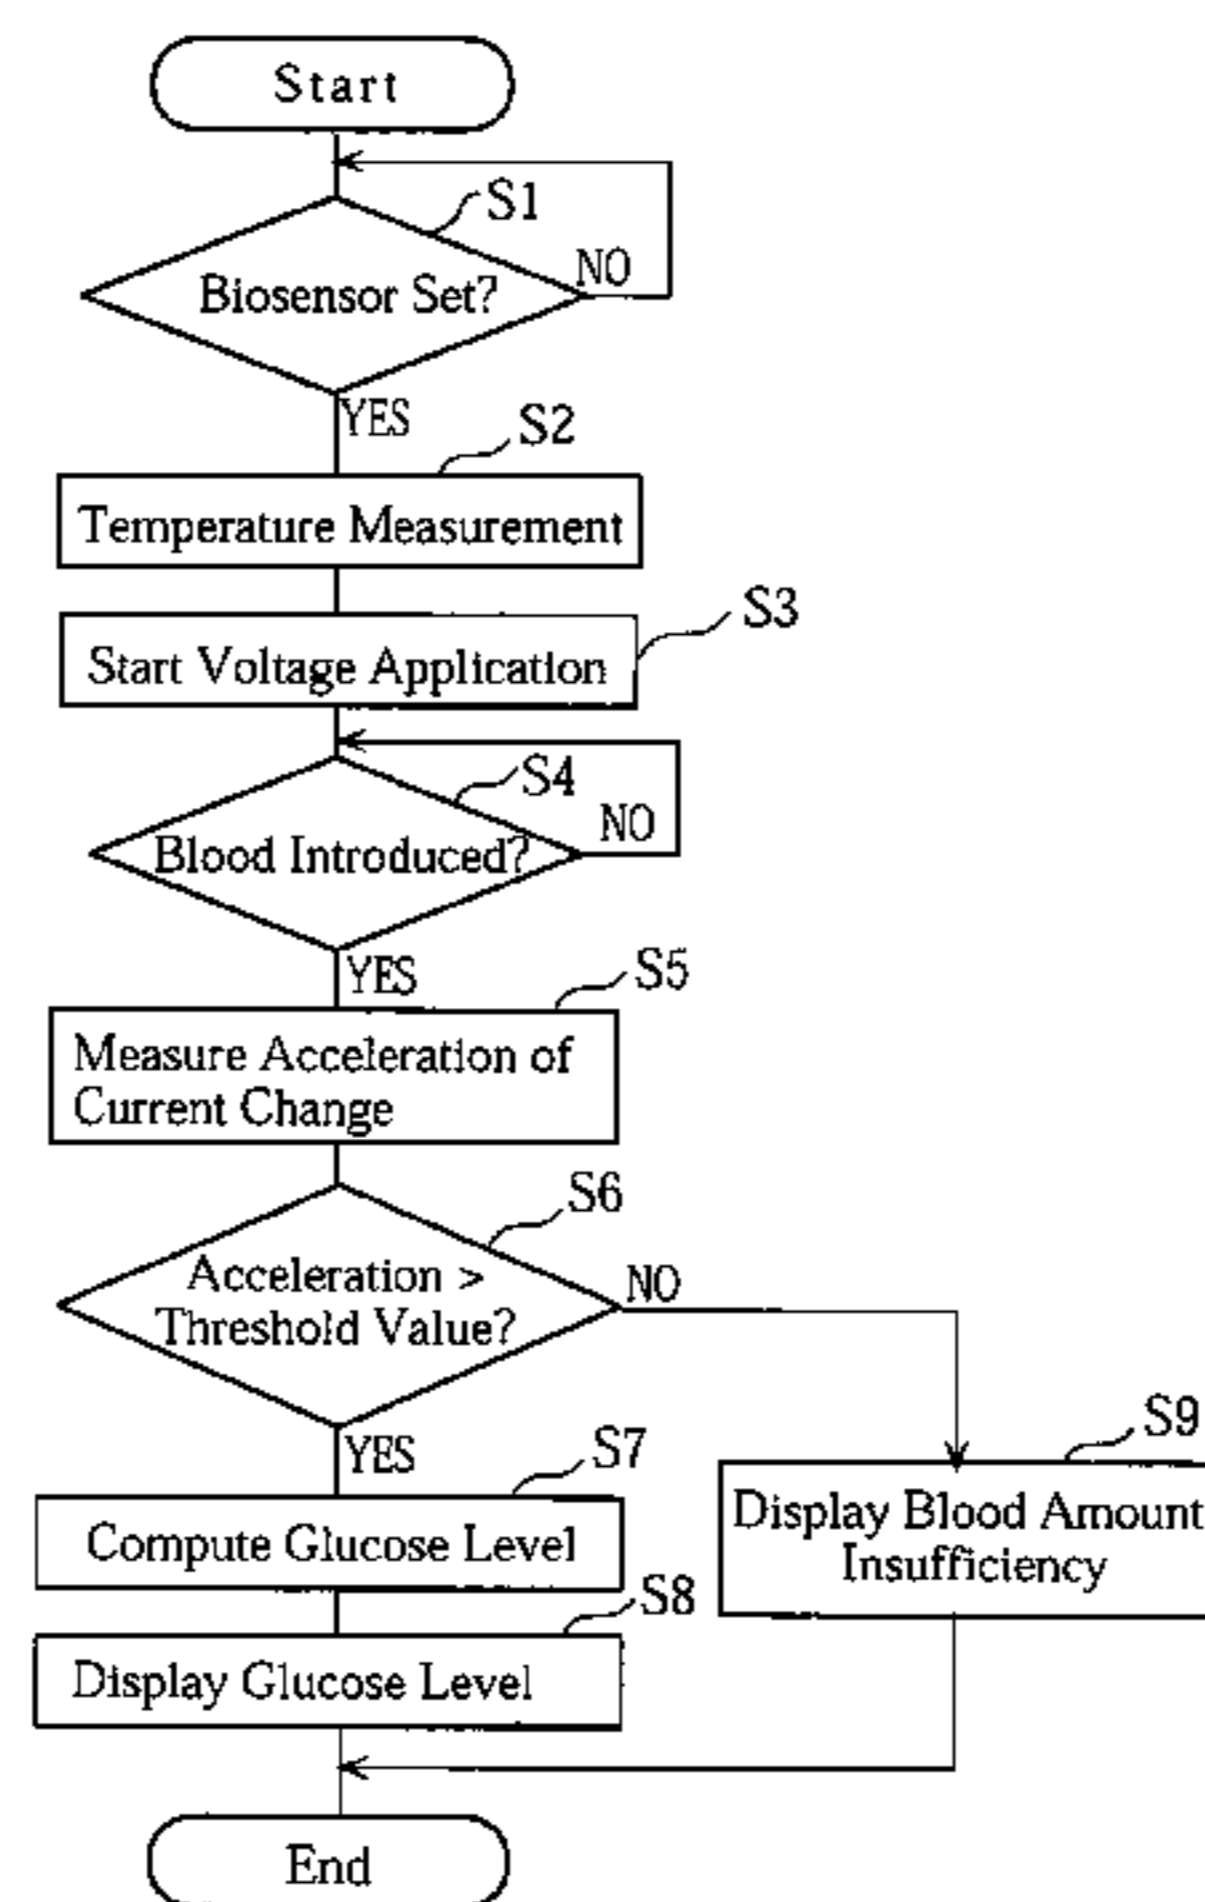 Start
S1
NO
Biosensor Set?
YES
S2
Temperature Measurement
S3
Start Voltage Application
S4
NO
Blood Introduced?
YES
S5
Measure Acceleration of
Current Change
S6
Acceleration >
Threshold Value?
NO
YES
S7
Compute Glucose Level
S9
Display Blood Amount
Insufficiency
S8
Display Glucose Level
End